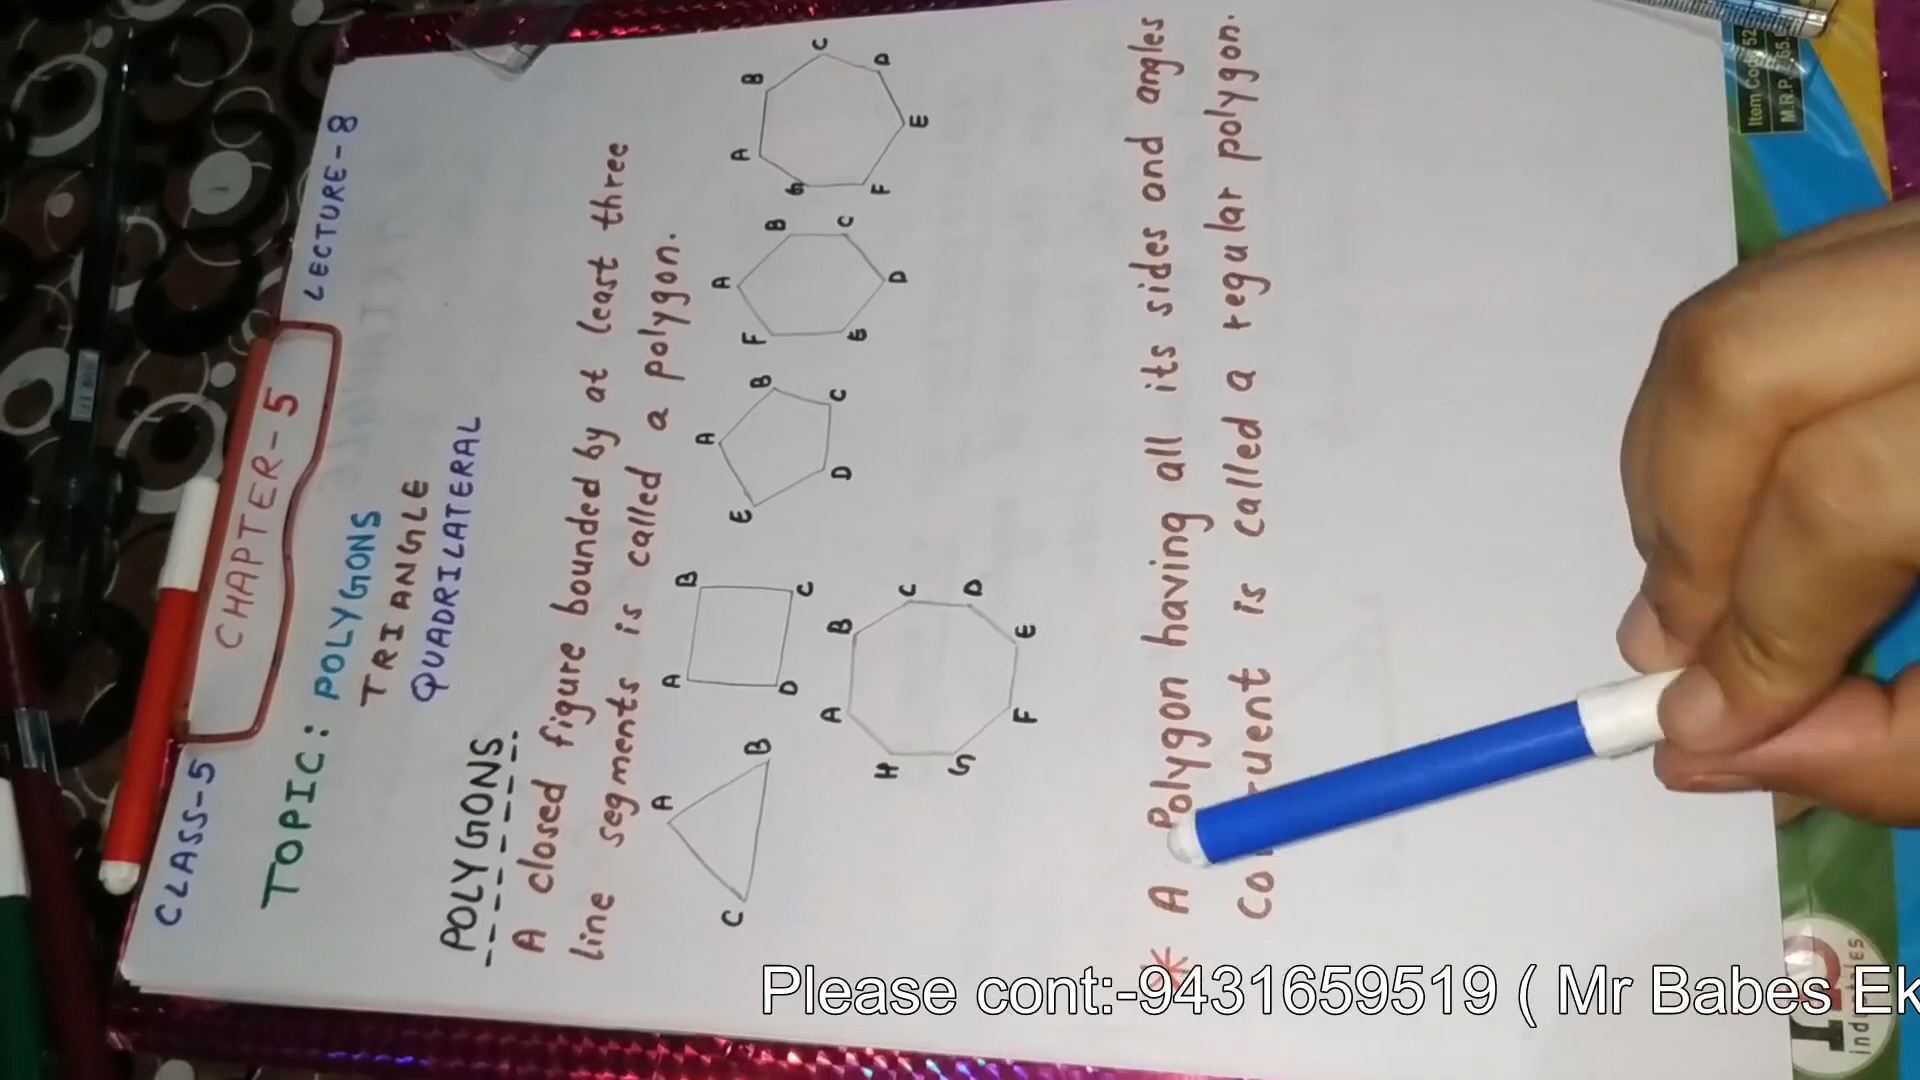 CLASS-5
CHAPTER-5
LECTURE-8
TOPIC: POLYGONS
TRIANGLE
QUADRILATERAL
POLYGONS
A closed figure bounded by at least three
line segments is called a polygon.
A
B
C
A
B
C
D
A
B
C
D
E
A
B
C
D
E
F
A
B
C
D
E
F
G
A
B
C
D
E
F
G
H
* A Polygon having all its sides and angles
is called a regular polygon.
Please cont:-9431659519 ( Mr Babes Ek
Item Cod
M.R.P.